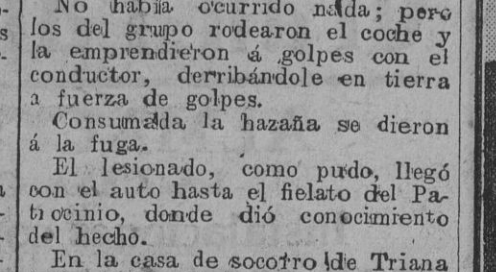 No había ocurrido nada; pero
los del grupo rodearon el coche y
la emprendieron á golpes con el
conductor, derribándole en tierra
a fuerza de golpes.
Consumada la hazaña se dieron
á la fuga.
El lesionado, como pudo, llegó
con el auto hasta el fielato del Pa-
trocinio, donde dió conocimiento
del hecho.
En la casa de socorro de Triana